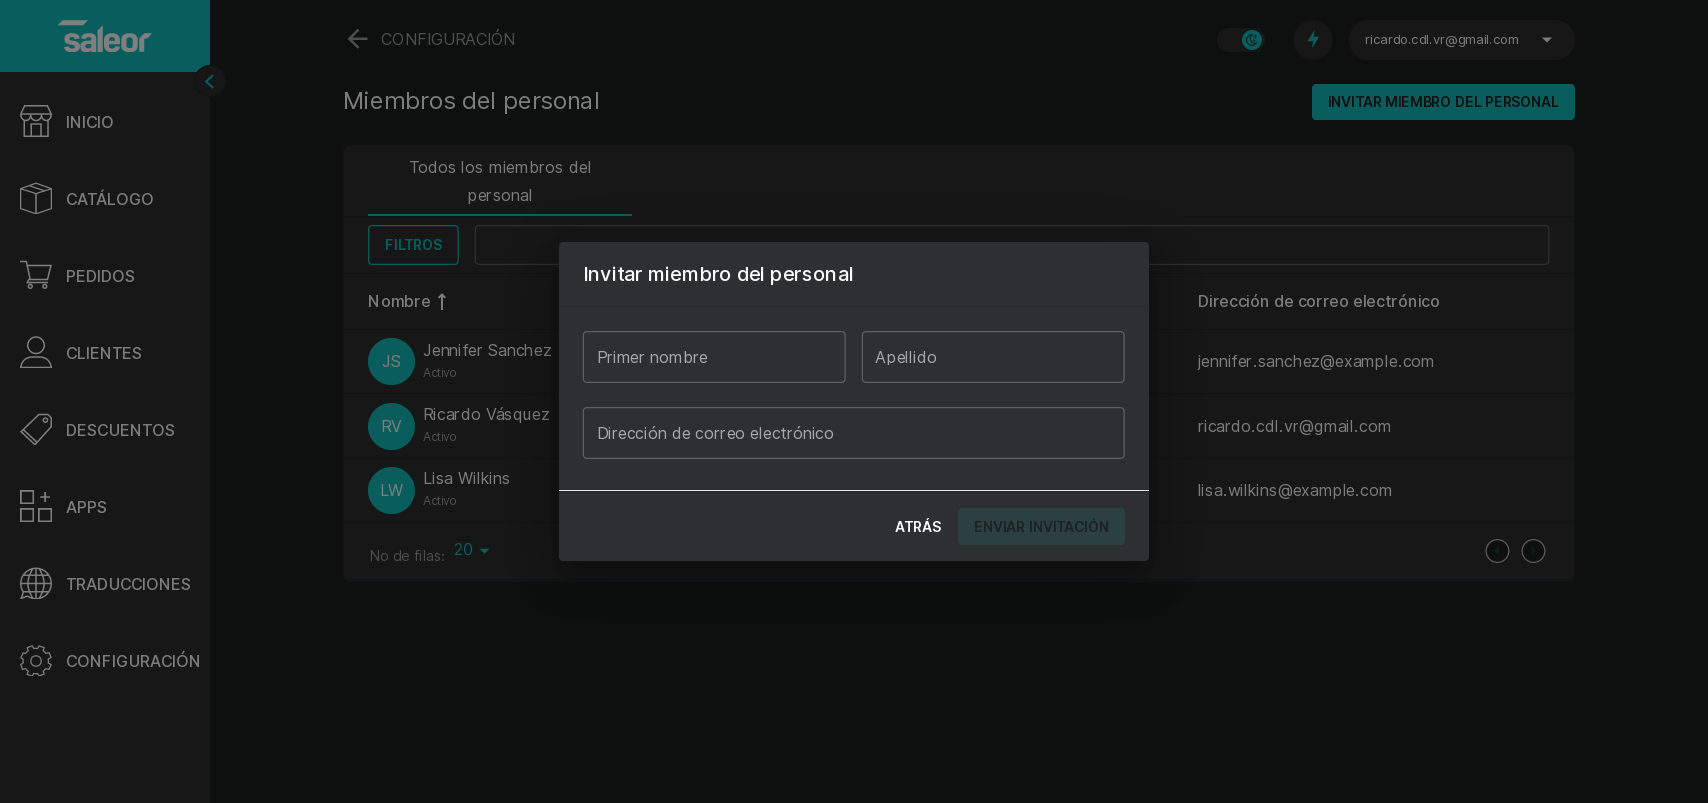 saleor
CONFIGURACIÓN
ricardo.cdl.vr@gmail.com
INICIO
CATÁLOGO
PEDIDOS
CLIENTES
DESCUENTOS
APPS
TRADUCCIONES
CONFIGURACIÓN
Miembros del personal
INVITAR MIEMBRO DEL PERSONAL
Todos los miembros del
personal
FILTROS
Nombre
Dirección de correo electrónico
JS
Jennifer Sanchez
Activo
jennifer.sanchez@example.com
RV
Ricardo Vásquez
Activo
ricardo.cdl.vr@gmail.com
LW
Lisa Wilkins
Activo
lisa.wilkins@example.com
No de filas: 20
Invitar miembro del personal
Primer nombre
Apellido
Dirección de correo electrónico
ATRÁS
ENVIAR INVITACIÓN